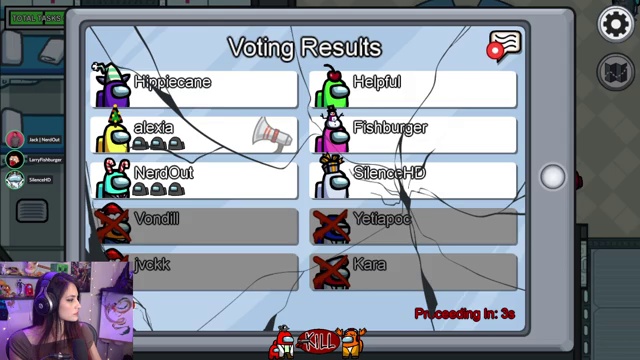 TOTAL TASKS
Voting Results
Hippiecane
Helpful
alexia
Fishburger
NerdOut
SilenceHD
Vondill
Yetiapoc
jvckk
Kara
Jack | NerdOut
LarryFishburger
SilenceHD
Proceeding In: 3s
KILL